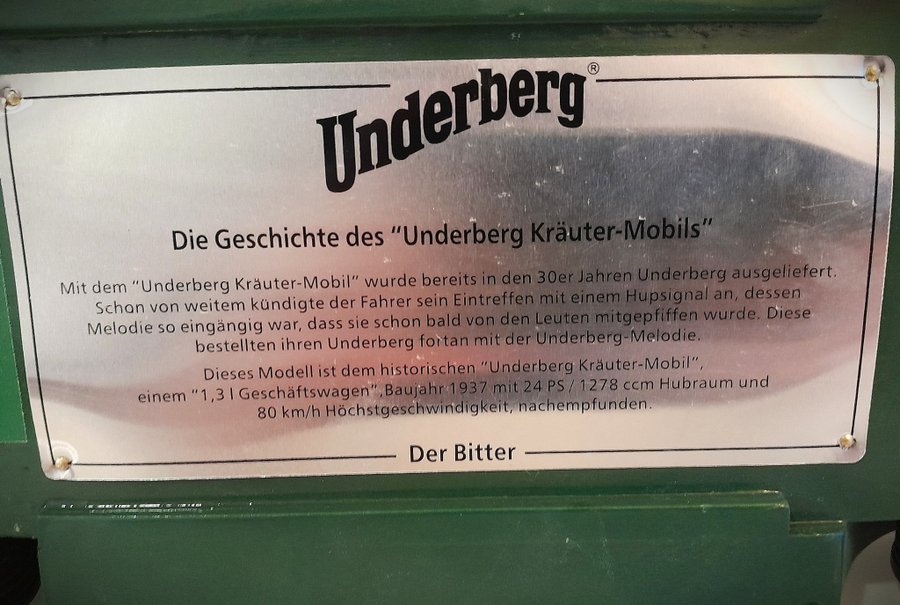 Underberg®
Die Geschichte des "Underberg Kräuter-Mobils"
Mit dem "Underberg Kräuter-Mobil" wurde bereits in den 30er Jahren Underberg ausgeliefert.
Schon von weitem kündigte der Fahrer sein Eintreffen mit einem Hupsignal an, dessen
Melodie so eingängig war, dass sie schon bald von den Leuten mitgepfiffen wurde. Diese
bestellten ihren Underberg fortan mit der Underberg-Melodie.
Dieses Modell ist dem historischen "Underberg Kräuter-Mobil",
einem "1,3 l Geschäftswagen",Baujahr 1937 mit 24 PS / 1278 ccm Hubraum und
80 km/h Höchstgeschwindigkeit, nachempfunden.
Der Bitter